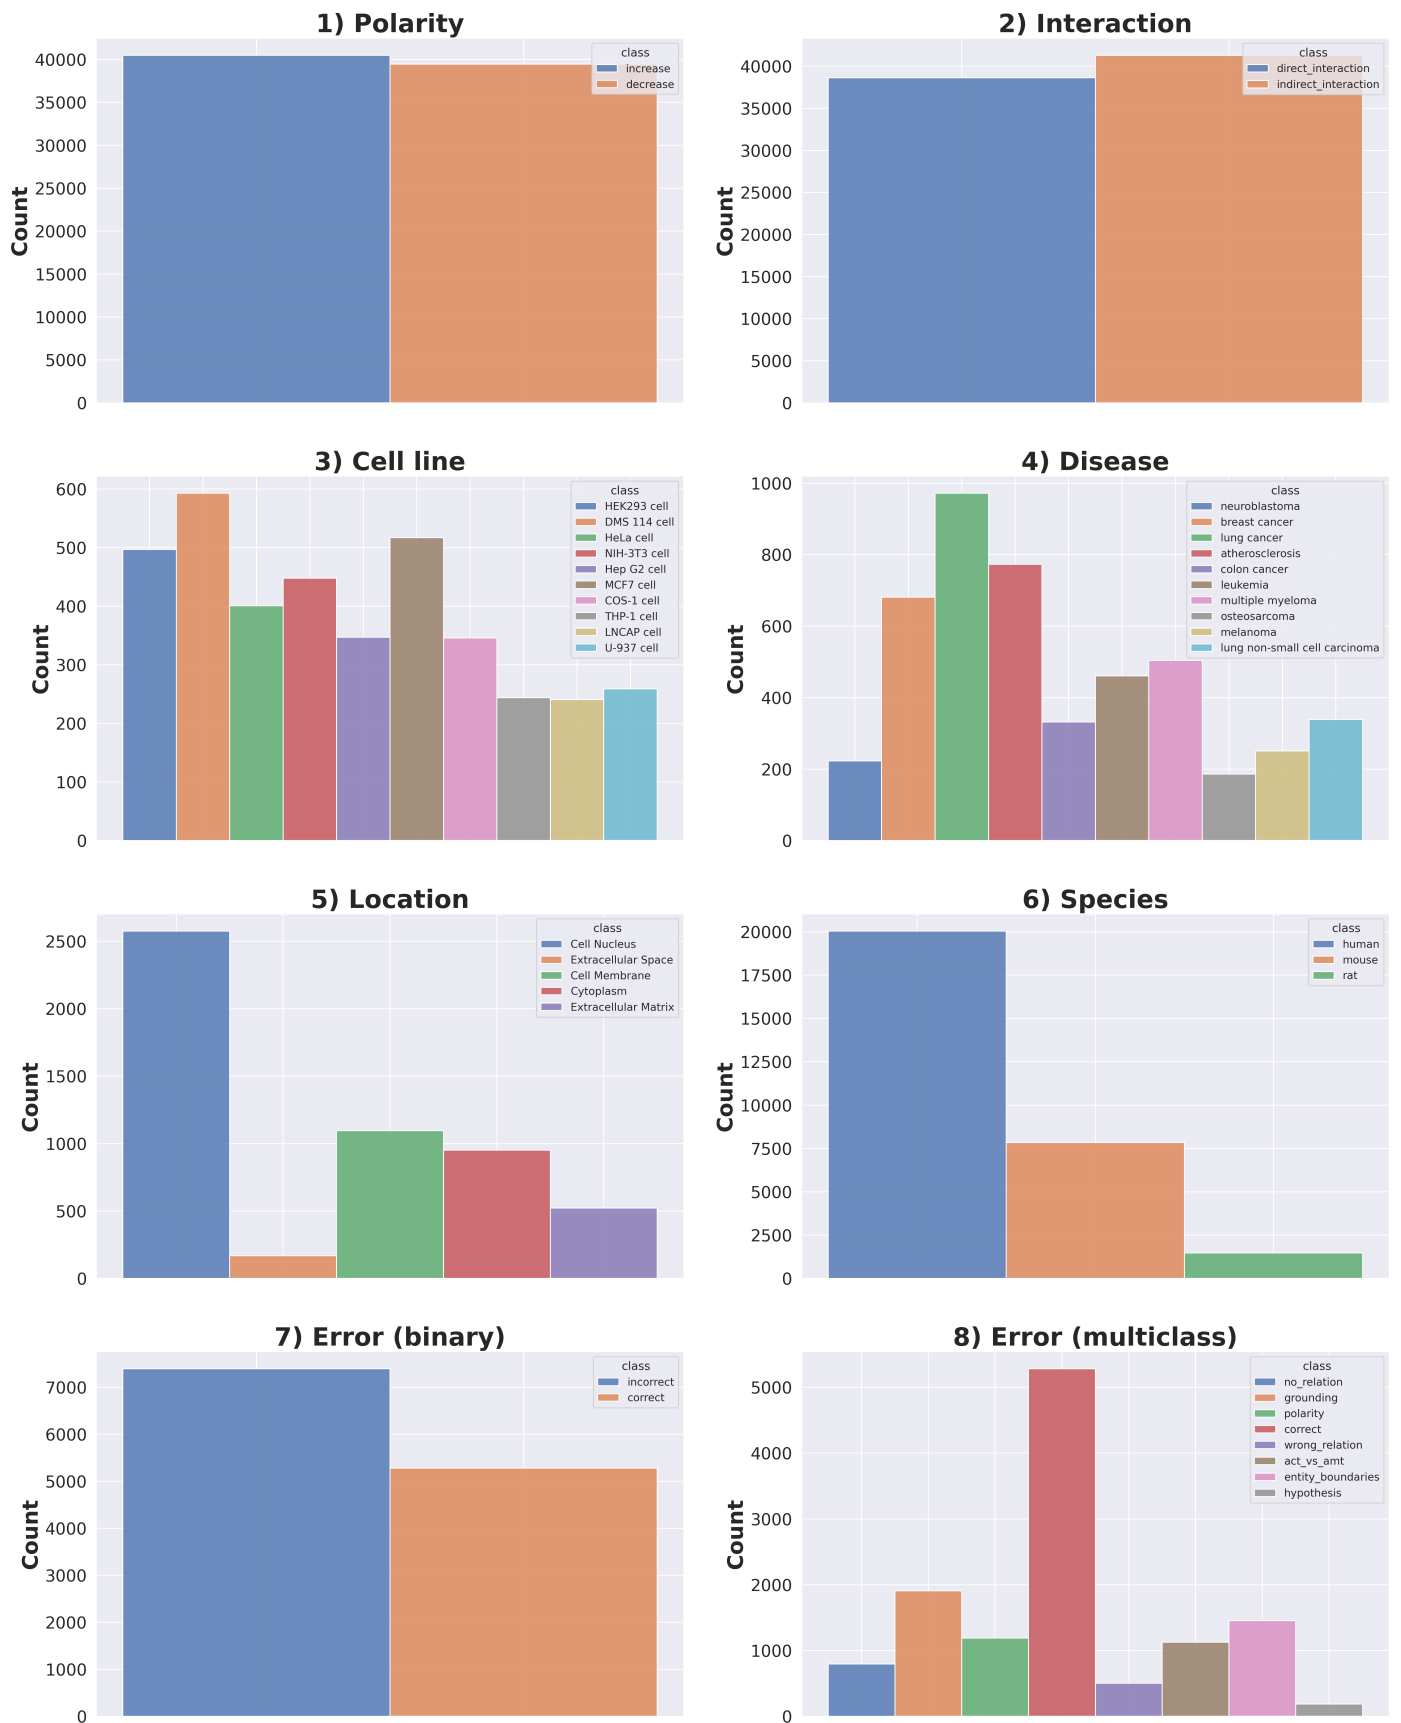 1) Polarity
Count
40000
35000
30000
25000
20000
15000
10000
5000
0
class
increase
decrease
2) Interaction
Count
40000
35000
30000
25000
20000
15000
10000
5000
0
class
direct_interaction
indirect_interaction
3) Cell line
Count
600
500
400
300
200
100
0
class
HEK293 cell
DMS 114 cell
HeLa cell
NIH-3T3 cell
Hep G2 cell
MCF7 cell
COS-1 cell
THP-1 cell
LNCAP cell
U-937 cell
4) Disease
Count
1000
800
600
400
200
0
class
neuroblastoma
breast cancer
lung cancer
atherosclerosis
colon cancer
leukemia
multiple myeloma
osteosarcoma
melanoma
lung non-small cell carcinoma
5) Location
Count
2500
2000
1500
1000
500
0
class
Cell Nucleus
Extracellular Space
Cell Membrane
Cytoplasm
Extracellular Matrix
6) Species
Count
20000
17500
15000
12500
10000
7500
5000
2500
0
class
human
mouse
rat
7) Error (binary)
Count
7000
6000
5000
4000
3000
2000
1000
0
class
incorrect
correct
8) Error (multiclass)
Count
5000
4000
3000
2000
1000
0
class
no_relation
grounding
polarity
correct
wrong_relation
act_vs_amt
entity_boundaries
hypothesis